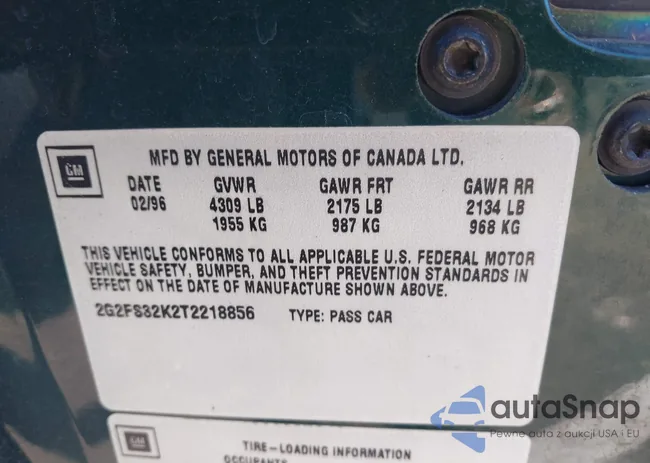 GM
MFD BY GENERAL MOTORS OF CANADA LTD.
DATE GVWR GAWR FRT GAWR RR
02/96 4309 LB 2175 LB 2134 LB
1955 KG 987 KG 968 KG
THIS VEHICLE CONFORMS TO ALL APPLICABLE U.S. FEDERAL MOTOR
VEHICLE SAFETY, BUMPER, AND THEFT PREVENTION STANDARDS IN
EFFECT ON THE DATE OF MANUFACTURE SHOWN ABOVE.
2G2FS32K2T2218856 TYPE: PASS CAR
autaSnap
Pewne auta z aukcji USA i EU
GM
TIRE-LOADING INFORMATION
OCCUPANTS